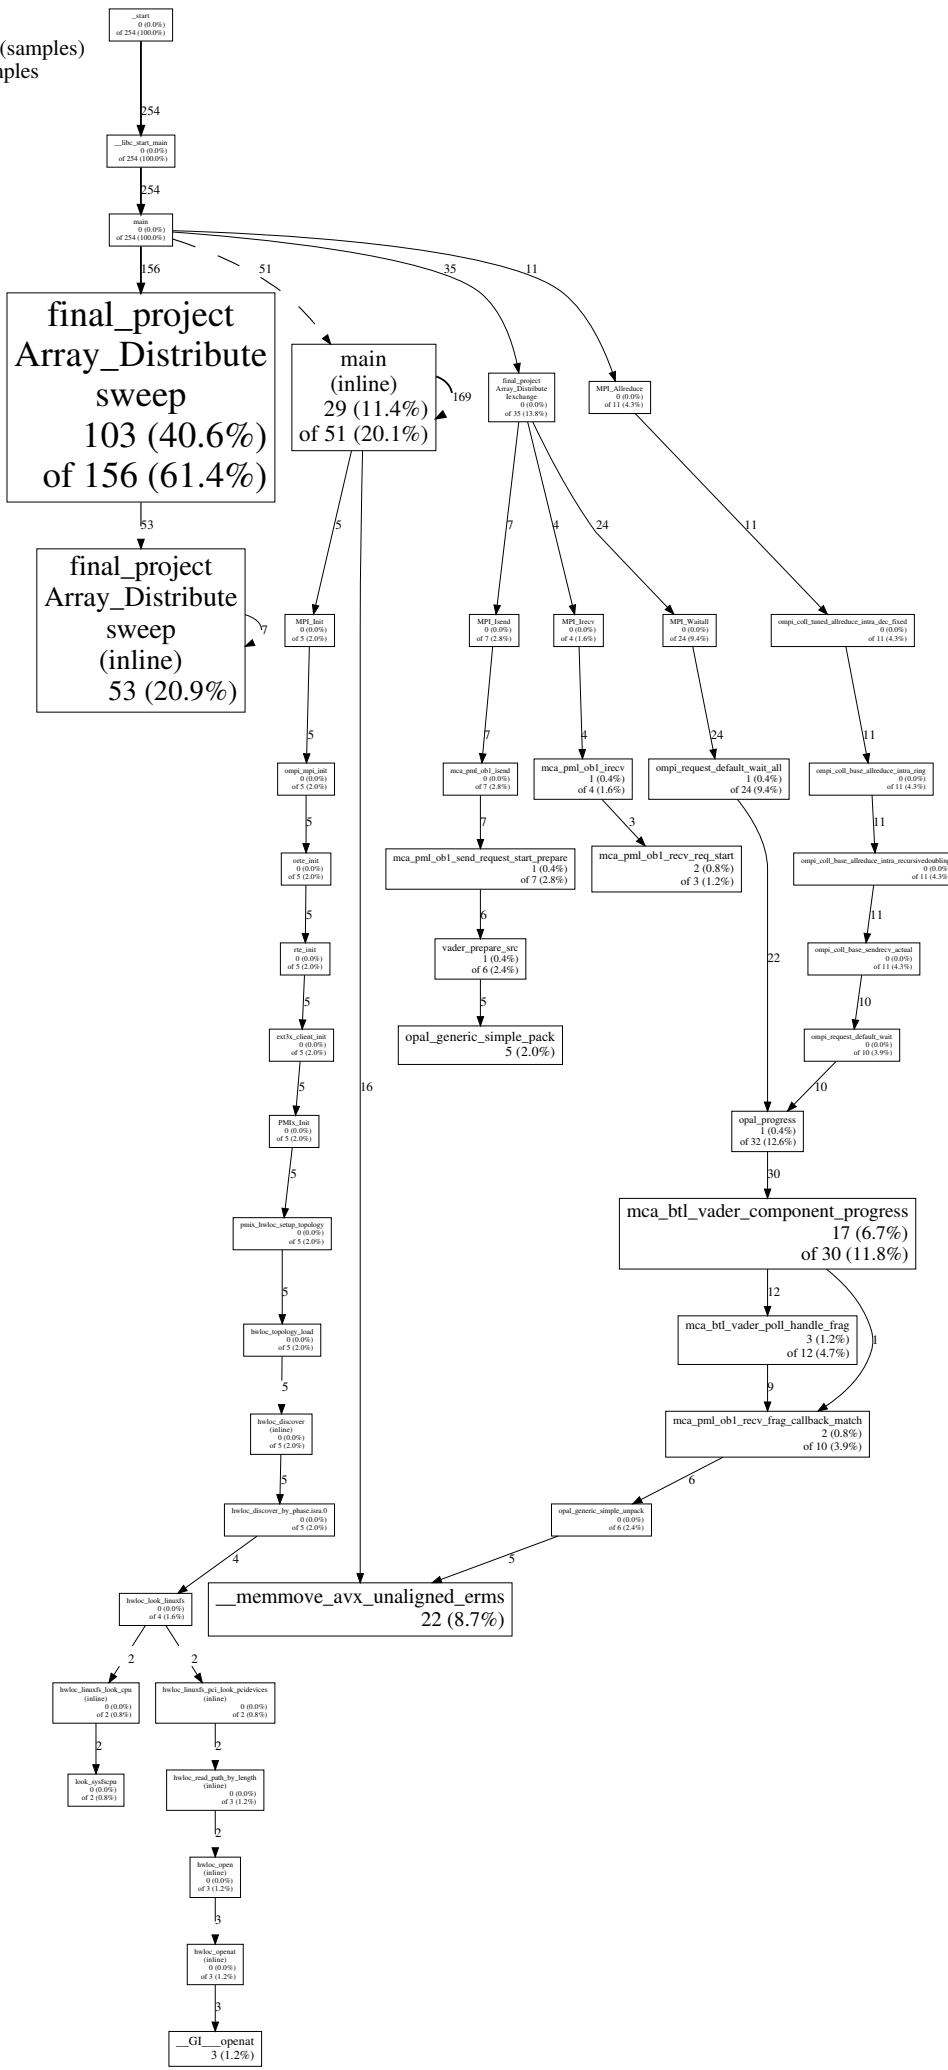 _start
0 (0.0%)
of 254 (100.0%)
(samples)
254
__libc_start_main
0 (0.0%)
of 254 (100.0%)
254
main
0 (0.0%)
of 254 (100.0%)
156
51
35
11
final_project
Array_Distribute
sweep
103 (40.6%)
of 156 (61.4%)
main
(inline)
29 (11.4%)
of 51 (20.1%)
169
final_project
Array_Distribute
Iexchange
0 (0.0%)
of 35 (13.8%)
MPI_Allreduce
0 (0.0%)
of 11 (4.3%)
53
5
7
4
24
11
final_project
Array_Distribute
sweep
(inline)
53 (20.9%)
7
MPI_Init
0 (0.0%)
of 5 (2.0%)
MPI_Isend
0 (0.0%)
of 7 (2.8%)
MPI_Irecv
0 (0.0%)
of 4 (1.6%)
MPI_Waitall
0 (0.0%)
of 24 (9.4%)
ompi_coll_tuned_allreduce_intra_dec_fixed
0 (0.0%)
of 11 (4.3%)
5
7
4
24
11
ompi_mpi_init
0 (0.0%)
of 5 (2.0%)
mca_pml_ob1_isend
0 (0.0%)
of 7 (2.8%)
mca_pml_ob1_irecv
1 (0.4%)
of 4 (1.6%)
ompi_request_default_wait_all
1 (0.4%)
of 24 (9.4%)
ompi_coll_base_allreduce_intra_ring
0 (0.0%)
of 11 (4.3%)
5
7
3
11
orte_init
0 (0.0%)
of 5 (2.0%)
mca_pml_ob1_send_request_start_prepare
1 (0.4%)
of 7 (2.8%)
mca_pml_ob1_recv_req_start
2 (0.8%)
of 3 (1.2%)
ompi_coll_base_allreduce_intra_recursivedoubling
0 (0.0%
of 11 (4.3%
5
6
11
rte_init
0 (0.0%)
of 5 (2.0%)
vader_prepare_src
1 (0.4%)
of 6 (2.4%)
22
ompi_coll_base_sendrecv_actual
0 (0.0%)
of 11 (4.3%)
5
5
10
ext3x_client_init
0 (0.0%)
of 5 (2.0%)
opal_generic_simple_pack
5 (2.0%)
ompi_request_default_wait
0 (0.0%)
of 10 (3.9%)
5
16
10
PMIx_Init
0 (0.0%)
of 5 (2.0%)
opal_progress
1 (0.4%)
of 32 (12.6%)
5
30
pmix_hwloc_setup_topology
0 (0.0%)
of 5 (2.0%)
mca_btl_vader_component_progress
17 (6.7%)
of 30 (11.8%)
5
12
1
hwloc_topology_load
0 (0.0%)
of 5 (2.0%)
mca_btl_vader_poll_handle_frag
3 (1.2%)
of 12 (4.7%)
5
9
hwloc_discover
(inline)
0 (0.0%)
of 5 (2.0%)
mca_pml_ob1_recv_frag_callback_match
2 (0.8%)
of 10 (3.9%)
5
6
hwloc_discover_by_phase.isra.0
0 (0.0%)
of 5 (2.0%)
opal_generic_simple_unpack
0 (0.0%)
of 6 (2.4%)
4
5
hwloc_look_linuxfs
0 (0.0%)
of 4 (1.6%)
__memmove_avx_unaligned_erms
22 (8.7%)
2
2
hwloc_linuxfs_look_cpu
(inline)
0 (0.0%)
of 2 (0.8%)
hwloc_linuxfs_pci_look_pcidevices
(inline)
0 (0.0%)
of 2 (0.8%)
2
2
look_sysfscpu
0 (0.0%)
of 2 (0.8%)
hwloc_read_path_by_length
(inline)
0 (0.0%)
of 3 (1.2%)
2
hwloc_open
(inline)
0 (0.0%)
of 3 (1.2%)
3
hwloc_openat
(inline)
0 (0.0%)
of 3 (1.2%)
3
__GI___openat
3 (1.2%)